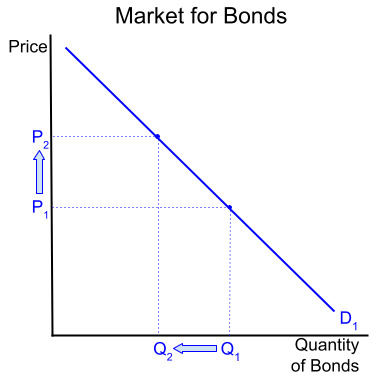 Market for Bonds
Price
P2
P1
D1
Q2
Q1
Quantity
of Bonds